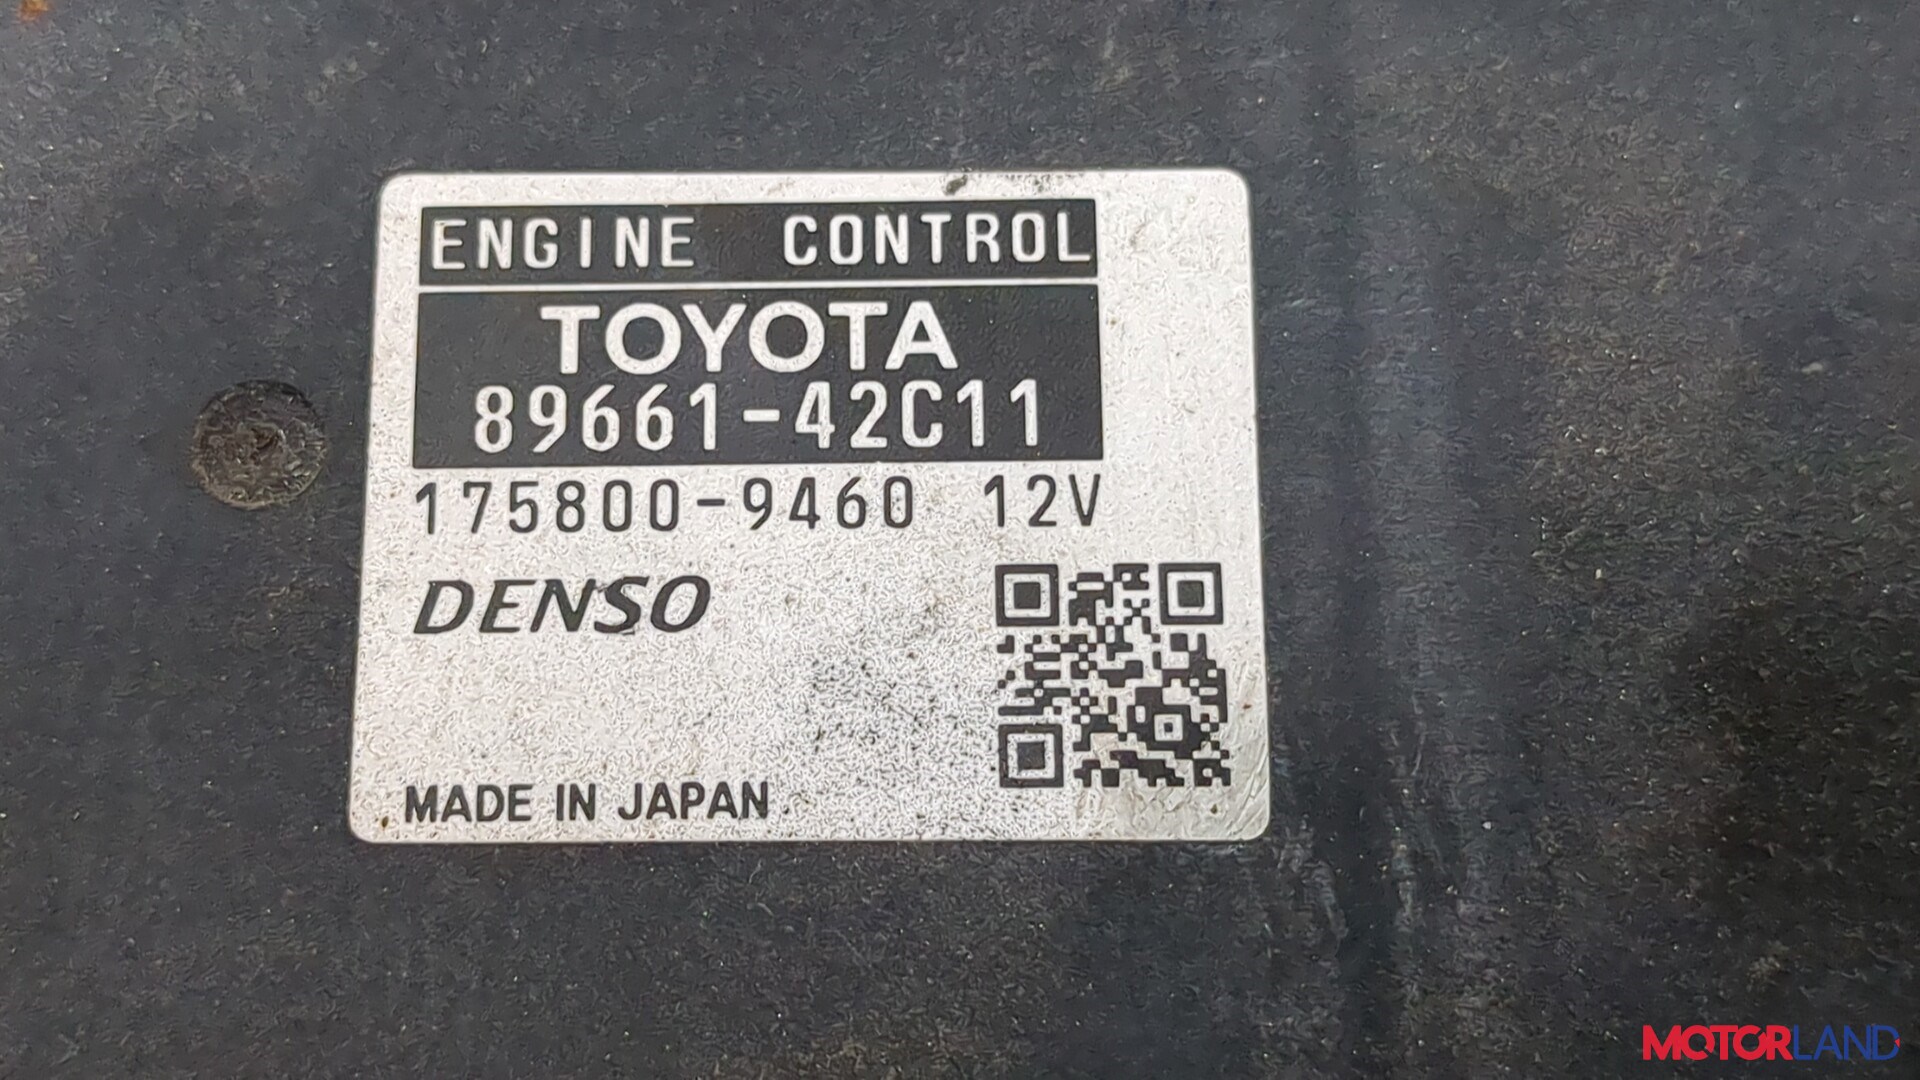 ENGINE CONTROL
TOYOTA
89661-42C11
175800-9460 12V
DENSO
MADE IN JAPAN
MOTORLAND